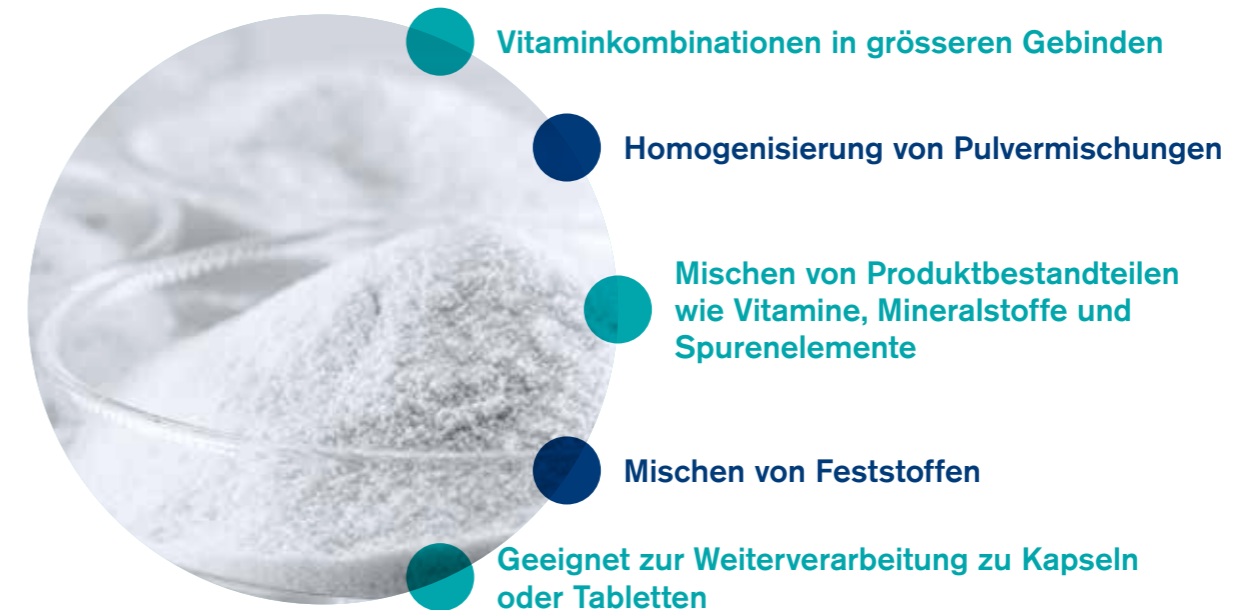 Vitaminkombinationen in grösseren Gebinden
Homogenisierung von Pulvermischungen
Mischen von Produktbestandteilen
wie Vitamine, Mineralstoffe und
Spurenelemente
Mischen von Feststoffen
Geeignet zur Weiterverarbeitung zu Kapseln
oder Tabletten